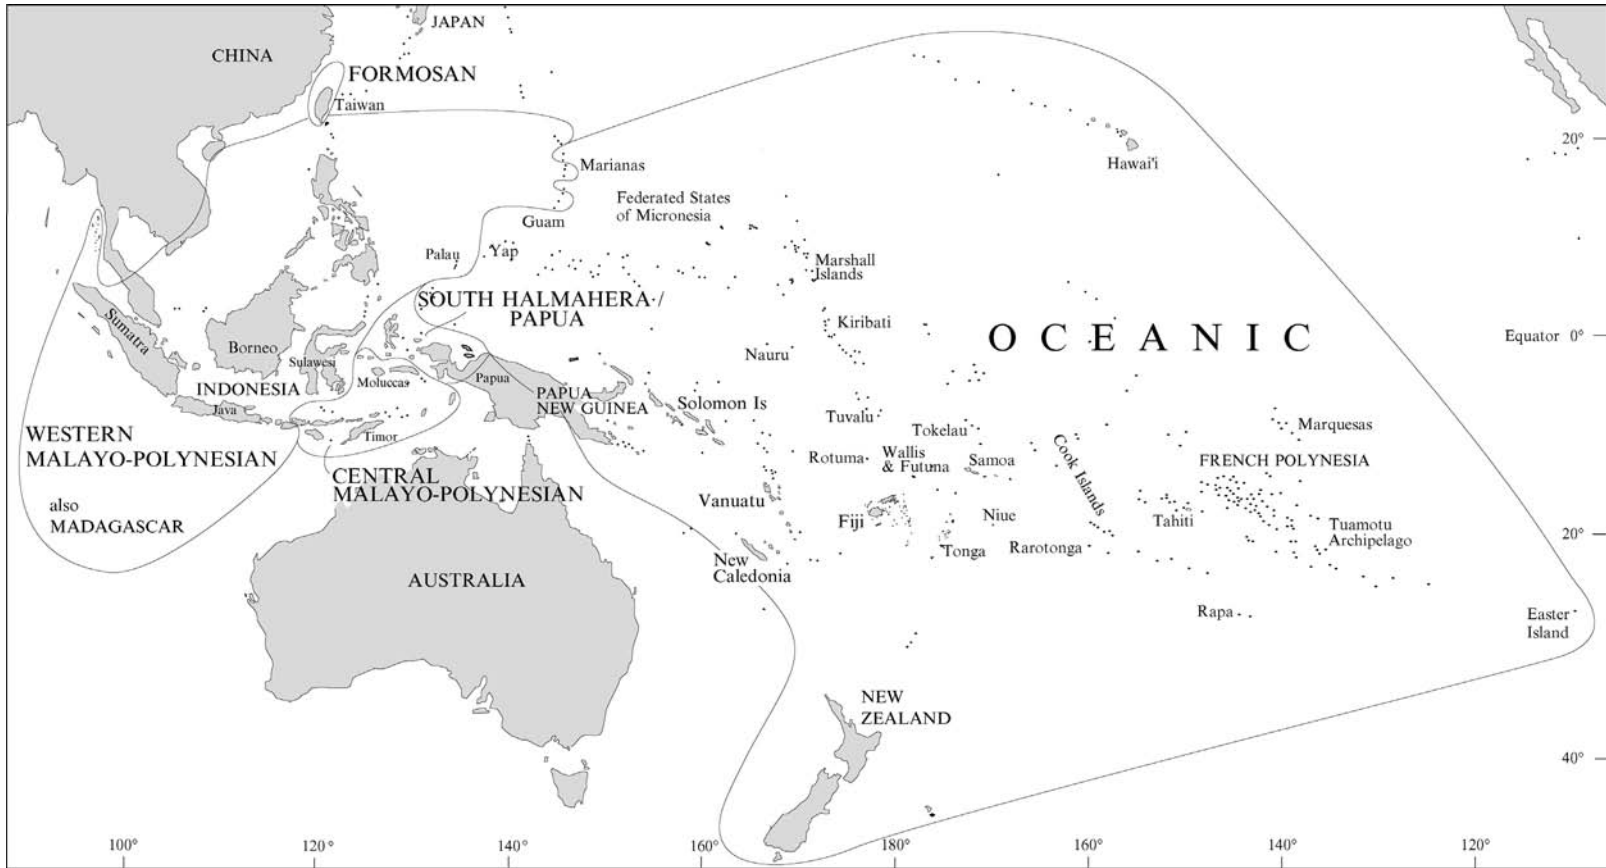 JAPAN
CHINA
FORMOSAN
Taiwan
20°
Hawai'i
Marianas
Federated States
of Micronesia
Guam
Palau
Yap
Marshall
Islands
SOUTH HALMAHERA /
PAPUA
Sumatra
Kiribati
OCEANIC
Equator 0°
Borneo
Nauru
Sulawesi
Moluccas
Papua
INDONESIA
PAPUA
NEW GUINEA
Java
Solomon Is
Tuvalu
Tokelau
Marquesas
WESTERN
MALAYO-POLYNESIAN
Timor
Rotuma
Wallis
& Futuna
Samoa
Cook Islands
FRENCH POLYNESIA
CENTRAL
MALAYO-POLYNESIAN
also
MADAGASCAR
Vanuatu
Fiji
Niue
Tahiti
Tuamotu
Archipelago
20°
Tonga
Rarotonga
New
Caledonia
AUSTRALIA
Rapa
Easter
Island
NEW
ZEALAND
40°
100°
120°
140°
160°
180°
160°
140°
120°